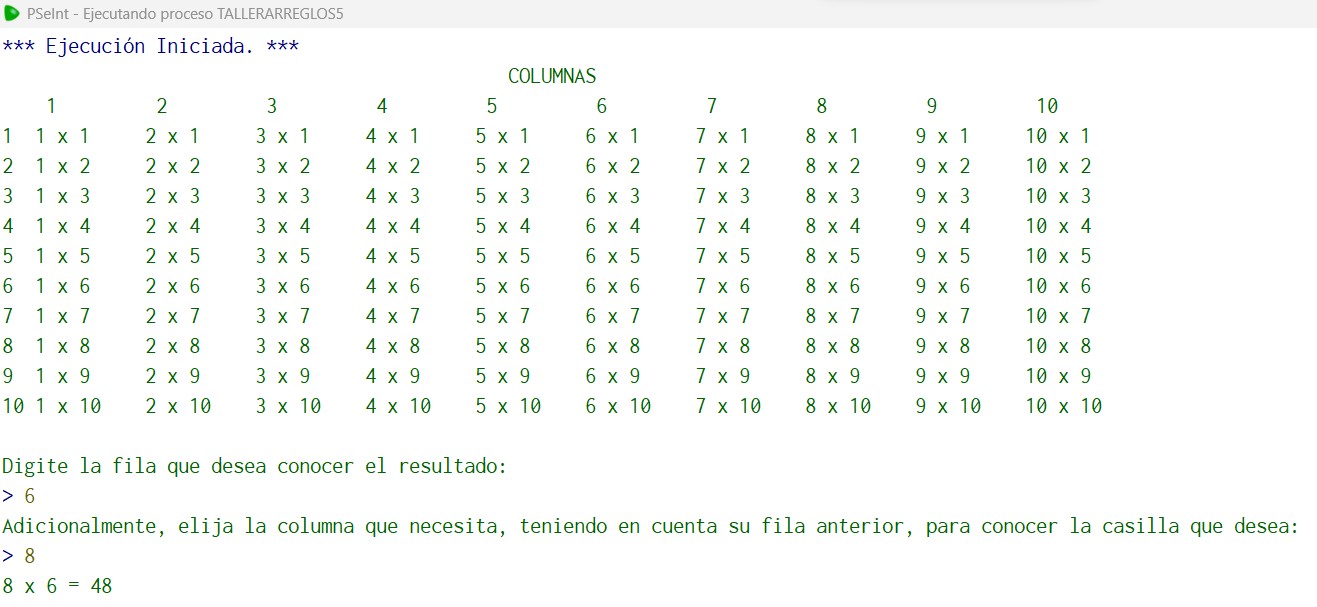 PSeInt - Ejecutando proceso TALLERARREGLOS5
*** Ejecución Iniciada. ***
COLUMNAS
1 2 3 4 5 6 7 8 9 10
1 1 x 1 2 x 1 3 x 1 4 x 1 5 x 1 6 x 1 7 x 1 8 x 1 9 x 1 10 x 1
2 1 x 2 2 x 2 3 x 2 4 x 2 5 x 2 6 x 2 7 x 2 8 x 2 9 x 2 10 x 2
3 1 x 3 2 x 3 3 x 3 4 x 3 5 x 3 6 x 3 7 x 3 8 x 3 9 x 3 10 x 3
4 1 x 4 2 x 4 3 x 4 4 x 4 5 x 4 6 x 4 7 x 4 8 x 4 9 x 4 10 x 4
5 1 x 5 2 x 5 3 x 5 4 x 5 5 x 5 6 x 5 7 x 5 8 x 5 9 x 5 10 x 5
6 1 x 6 2 x 6 3 x 6 4 x 6 5 x 6 6 x 6 7 x 6 8 x 6 9 x 6 10 x 6
7 1 x 7 2 x 7 3 x 7 4 x 7 5 x 7 6 x 7 7 x 7 8 x 7 9 x 7 10 x 7
8 1 x 8 2 x 8 3 x 8 4 x 8 5 x 8 6 x 8 7 x 8 8 x 8 9 x 8 10 x 8
9 1 x 9 2 x 9 3 x 9 4 x 9 5 x 9 6 x 9 7 x 9 8 x 9 9 x 9 10 x 9
10 1 x 10 2 x 10 3 x 10 4 x 10 5 x 10 6 x 10 7 x 10 8 x 10 9 x 10 10 x 10
Digite la fila que desea conocer el resultado:
> 6
Adicionalmente, elija la columna que necesita, teniendo en cuenta su fila anterior, para conocer la casilla que desea:
> 8
8 x 6 = 48